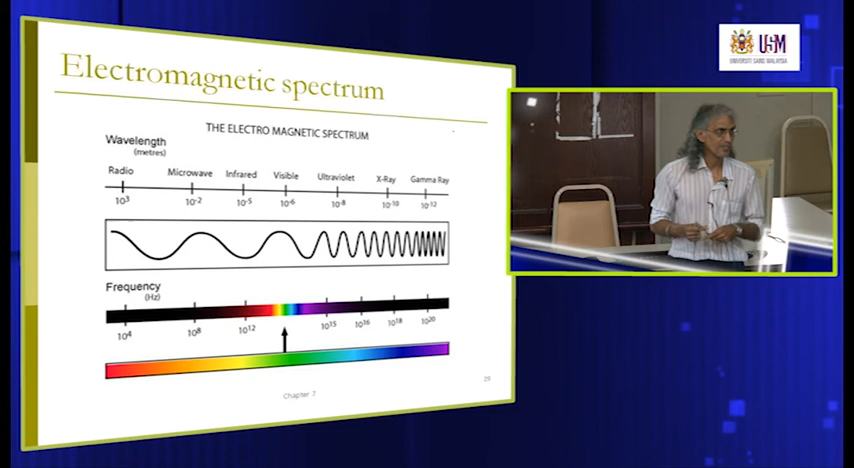 Electromagnetic spectrum
THE ELECTRO MAGNETIC SPECTRUM
Wavelength
(metres)
Radio Microwave Infrared Visible Ultraviolet X-Ray Gamma Ray
10³ 10⁻² 10⁻⁵ 10⁻⁶ 10⁻⁸ 10⁻¹⁰ 10⁻¹²
Frequency
(Hz)
10⁴ 10⁸ 10¹² 10¹⁵ 10¹⁶ 10¹⁸ 10²⁰
Chapter 7
29
USM
UNIVERSITI SAINS MALAYSIA